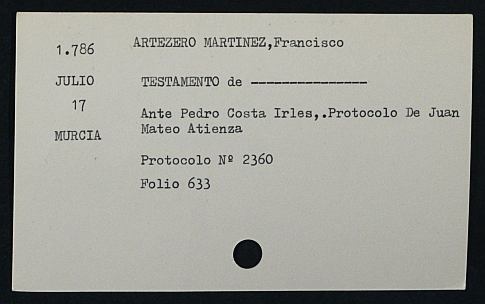 1.786
ARTEZERO MARTINEZ,Francisco
JULIO
TESTAMENTO de ---------------
17
Ante Pedro Costa Irles,.Protocolo De Juan
Mateo Atienza
MURCIA
Protocolo Nº 2360
Folio 633